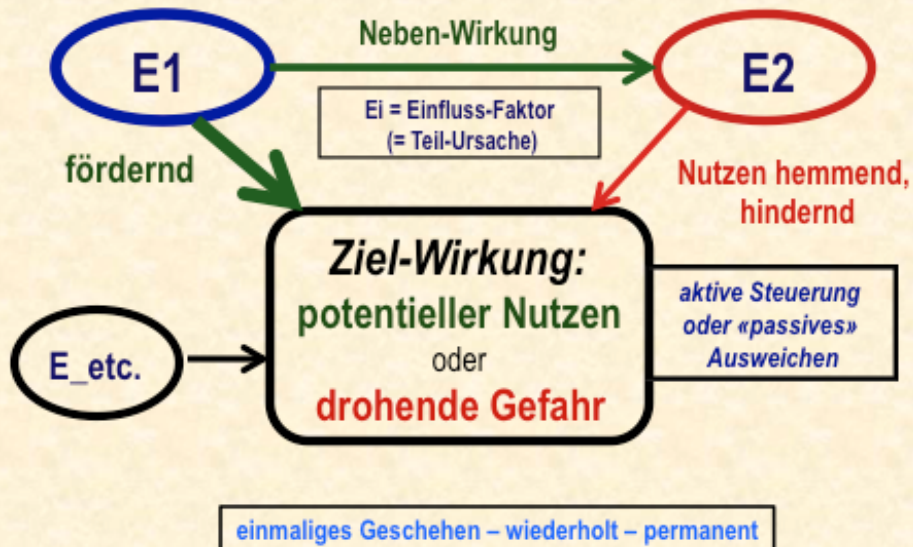 Neben-Wirkung
E1
E2
Ei = Einfluss-Faktor
(= Teil-Ursache)
fördernd
Nutzen hemmend,
hindernd
Ziel-Wirkung:
potentieller Nutzen
oder
drohende Gefahr
aktive Steuerung
oder «passives»
Ausweichen
E_etc.
einmaliges Geschehen – wiederholt – permanent